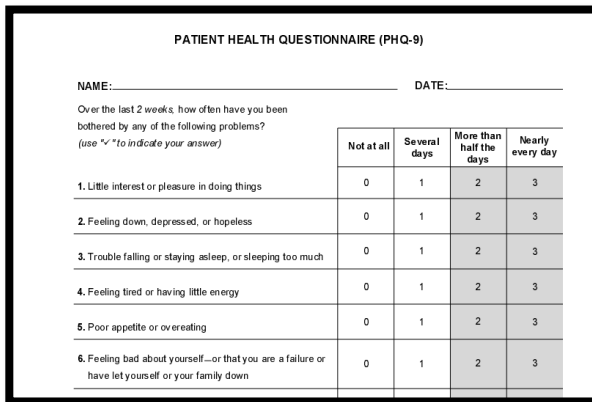 PATIENT HEALTH QUESTIONNAIRE (PHQ-9)
NAME: DATE:
Over the last 2 weeks, how often have you been
bothered by any of the following problems?
(use "✓" to indicate your answer)
Not at all
Several
days
More than
half the
days
Nearly
every day
1. Little interest or pleasure in doing things 0 1 2 3
2. Feeling down, depressed, or hopeless 0 1 2 3
3. Trouble falling or staying asleep, or sleeping too much 0 1 2 3
4. Feeling tired or having little energy 0 1 2 3
5. Poor appetite or overeating 0 1 2 3
6. Feeling bad about yourself—or that you are a failure or
have let yourself or your family down 0 1 2 3